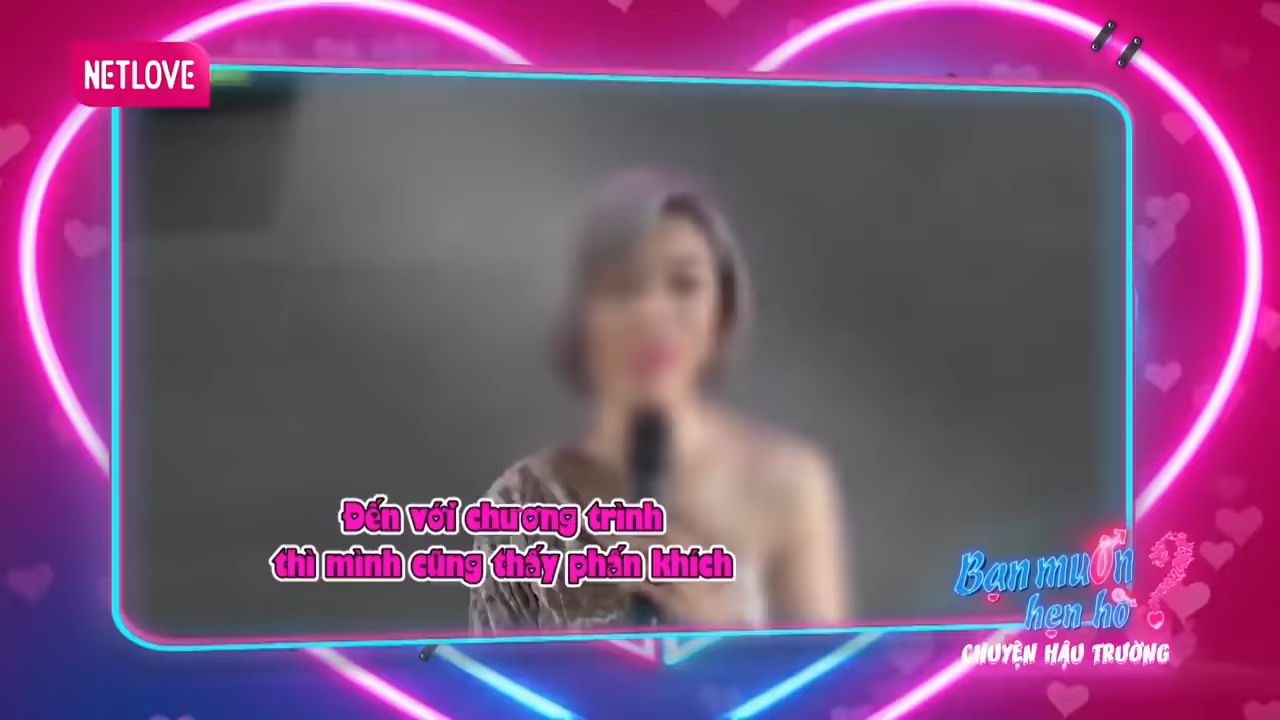 NETLOVE
Đến với chương trình
thì mình cũng thấy phấn khích
Bạn muốn
hẹn hò
?
CHUYỆN HẬU TRƯỜNG